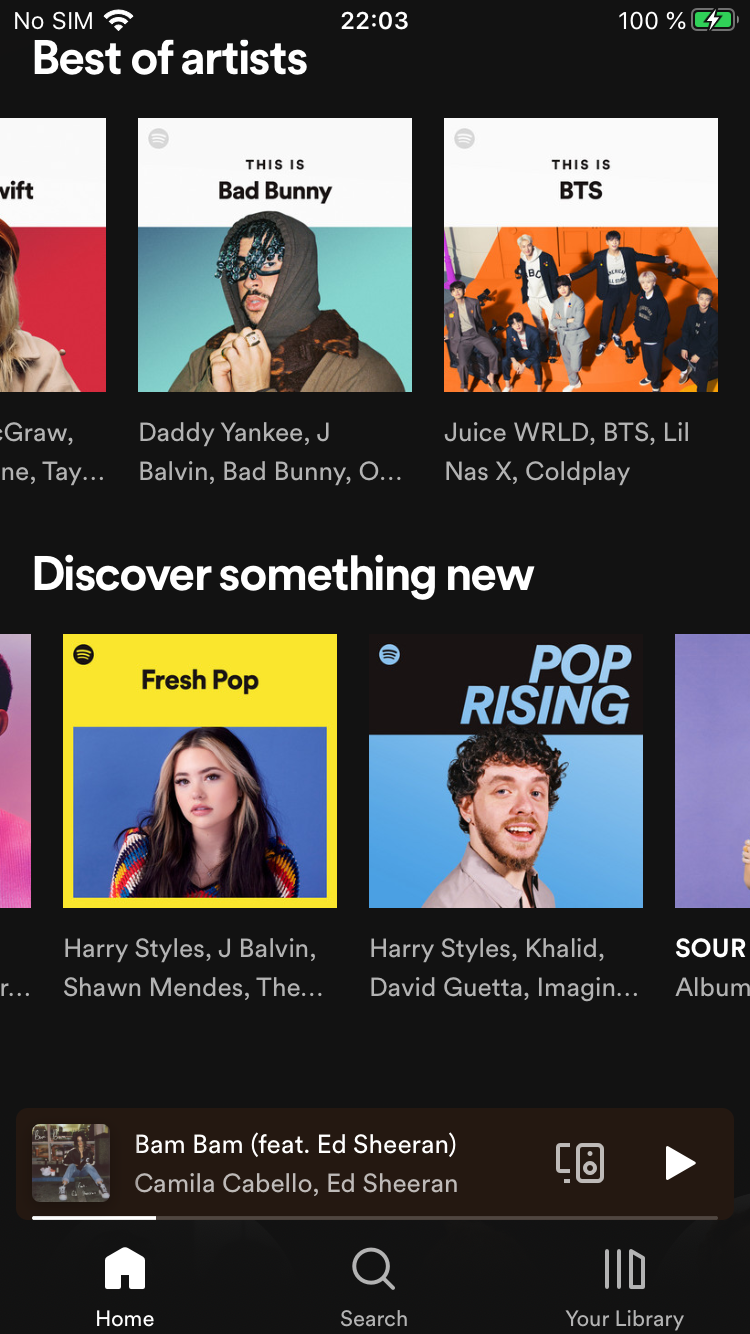 No SIM 22:03 100 %
Best of artists
wift
THIS IS
Bad Bunny
THIS IS
BTS
cGraw,
ne, Tay...
Daddy Yankee, J
Balvin, Bad Bunny, O...
Juice WRLD, BTS, Lil
Nas X, Coldplay
Discover something new
Fresh Pop
POP
RISING
r...
Harry Styles, J Balvin,
Shawn Mendes, The...
Harry Styles, Khalid,
David Guetta, Imagin...
SOUR
Album
Bam Bam (feat. Ed Sheeran)
Camila Cabello, Ed Sheeran
Home
Search
Your Library